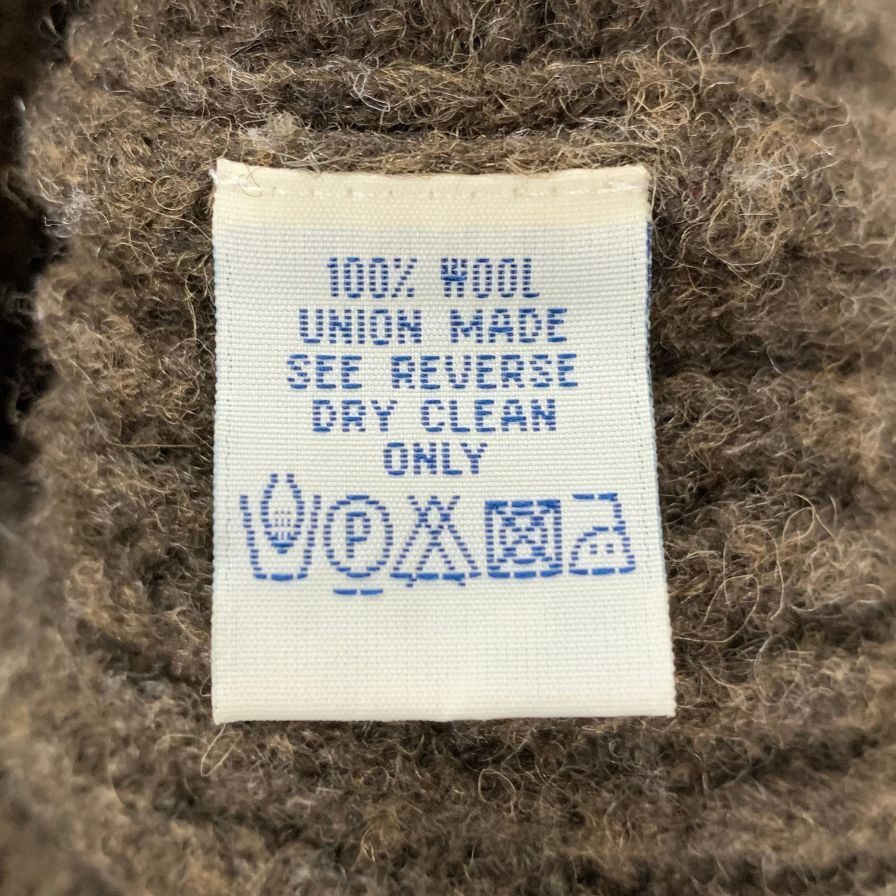 100% WOOL
UNION MADE
SEE REVERSE
DRY CLEAN
ONLY
P